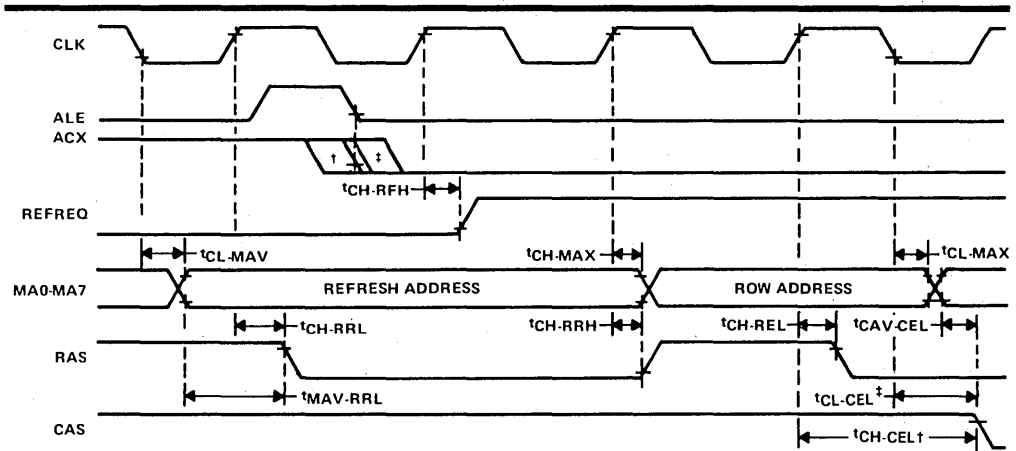 CLK
ALE
ACX
† ‡
tCH-RFH
REFREQ
tCL-MAV tCH-MAX tCL-MAX
MA0-MA7 REFRESH ADDRESS ROW ADDRESS
tCH-RRL tCH-RRH tCH-REL tCAV-CEL
RAS
tMAV-RRL tCL-CEL‡
CAS tCH-CEL†